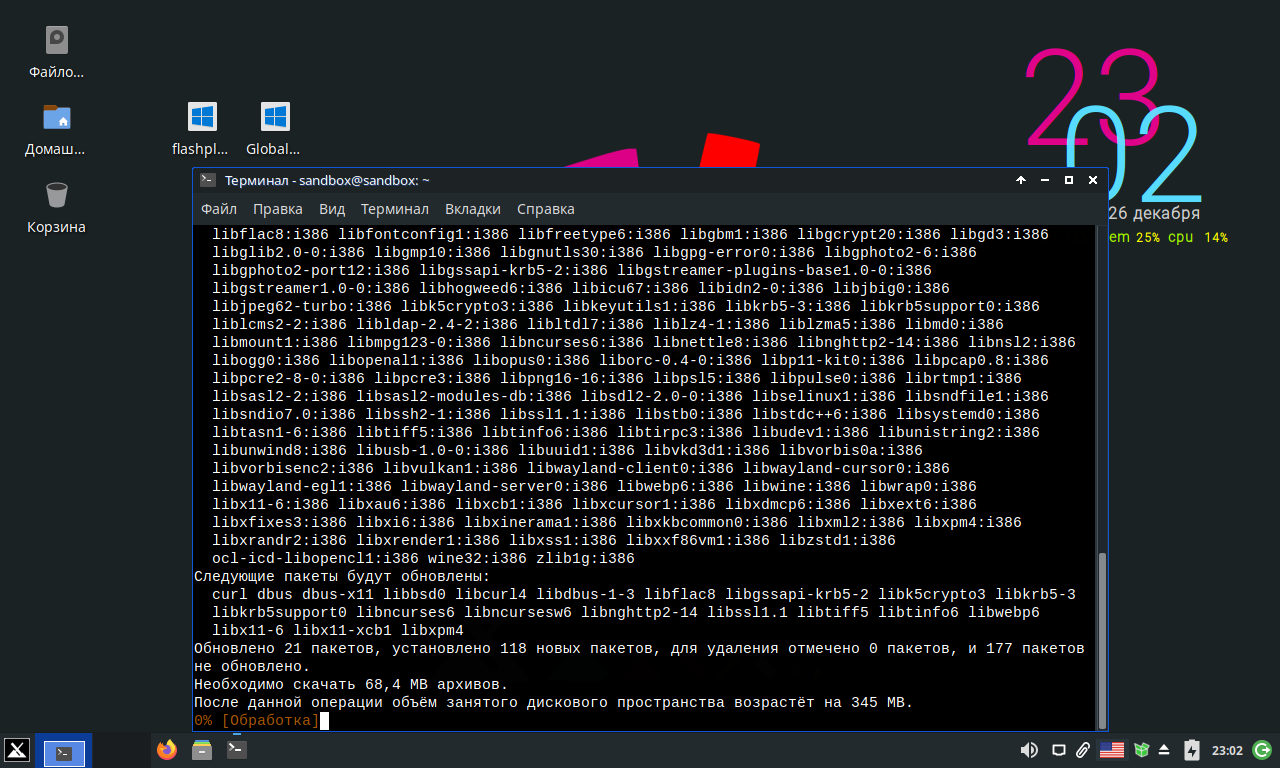 Файло...
Домаш...
Корзина
flashpl...
Global...
23
02
26 декабря
em 25% cpu 14%
Терминал - sandbox@sandbox: ~
Файл Правка Вид Терминал Вкладки Справка
libflac8:i386 libfontconfig1:i386 libfreetype6:i386 libgbm1:i386 libgcrypt20:i386 libgd3:i386
libglib2.0-0:i386 libgmp10:i386 libgnutls30:i386 libgpg-error0:i386 libgphoto2-6:i386
libgphoto2-port12:i386 libgssapi-krb5-2:i386 libgstreamer-plugins-base1.0-0:i386
libgstreamer1.0-0:i386 libhogweed6:i386 libicu67:i386 libidn2-0:i386 libjbig0:i386
libjpeg62-turbo:i386 libk5crypto3:i386 libkeyutils1:i386 libkrb5-3:i386 libkrb5support0:i386
liblcms2-2:i386 libldap-2.4-2:i386 libltdl7:i386 liblz4-1:i386 liblzma5:i386 libmd0:i386
libmount1:i386 libmpg123-0:i386 libncurses6:i386 libnettle8:i386 libnghttp2-14:i386 libnsl2:i386
libogg0:i386 libopenal1:i386 libopus0:i386 liborc-0.4-0:i386 libp11-kit0:i386 libpcap0.8:i386
libpcre2-8-0:i386 libpcre3:i386 libpng16-16:i386 libpsl5:i386 libpulse0:i386 librtmp1:i386
libsasl2-2:i386 libsasl2-modules-db:i386 libsdl2-2.0-0:i386 libselinux1:i386 libsndfile1:i386
libsndio7.0:i386 libssh2-1:i386 libssl1.1:i386 libstb0:i386 libstdc++6:i386 libsystemd0:i386
libtasn1-6:i386 libtiff5:i386 libtinfo6:i386 libtirpc3:i386 libudev1:i386 libunistring2:i386
libunwind8:i386 libusb-1.0-0:i386 libuuid1:i386 libvkd3d1:i386 libvorbis0a:i386
libvorbisenc2:i386 libvulkan1:i386 libwayland-client0:i386 libwayland-cursor0:i386
libwayland-egl1:i386 libwayland-server0:i386 libwebp6:i386 libwine:i386 libwrap0:i386
libx11-6:i386 libxau6:i386 libxcb1:i386 libxcursor1:i386 libxdmcp6:i386 libxext6:i386
libxfixes3:i386 libxi6:i386 libxinerama1:i386 libxkbcommon0:i386 libxml2:i386 libxpm4:i386
libxrandr2:i386 libxrender1:i386 libxss1:i386 libxxf86vm1:i386 libzstd1:i386
ocl-icd-libopencl1:i386 wine32:i386 zlib1g:i386
Следующие пакеты будут обновлены:
curl dbus dbus-x11 libbsd0 libcurl4 libdbus-1-3 libflac8 libgssapi-krb5-2 libk5crypto3 libkrb5-3
libkrb5support0 libncurses6 libncursesw6 libnghttp2-14 libssl1.1 libtiff5 libtinfo6 libwebp6
libx11-6 libx11-xcb1 libxpm4
Обновлено 21 пакетов, установлено 118 новых пакетов, для удаления отмечено 0 пакетов, и 177 пакетов
не обновлено.
Необходимо скачать 68,4 MB архивов.
После данной операции объём занятого дискового пространства возрастёт на 345 MB.
0% [Обработка]
23:02